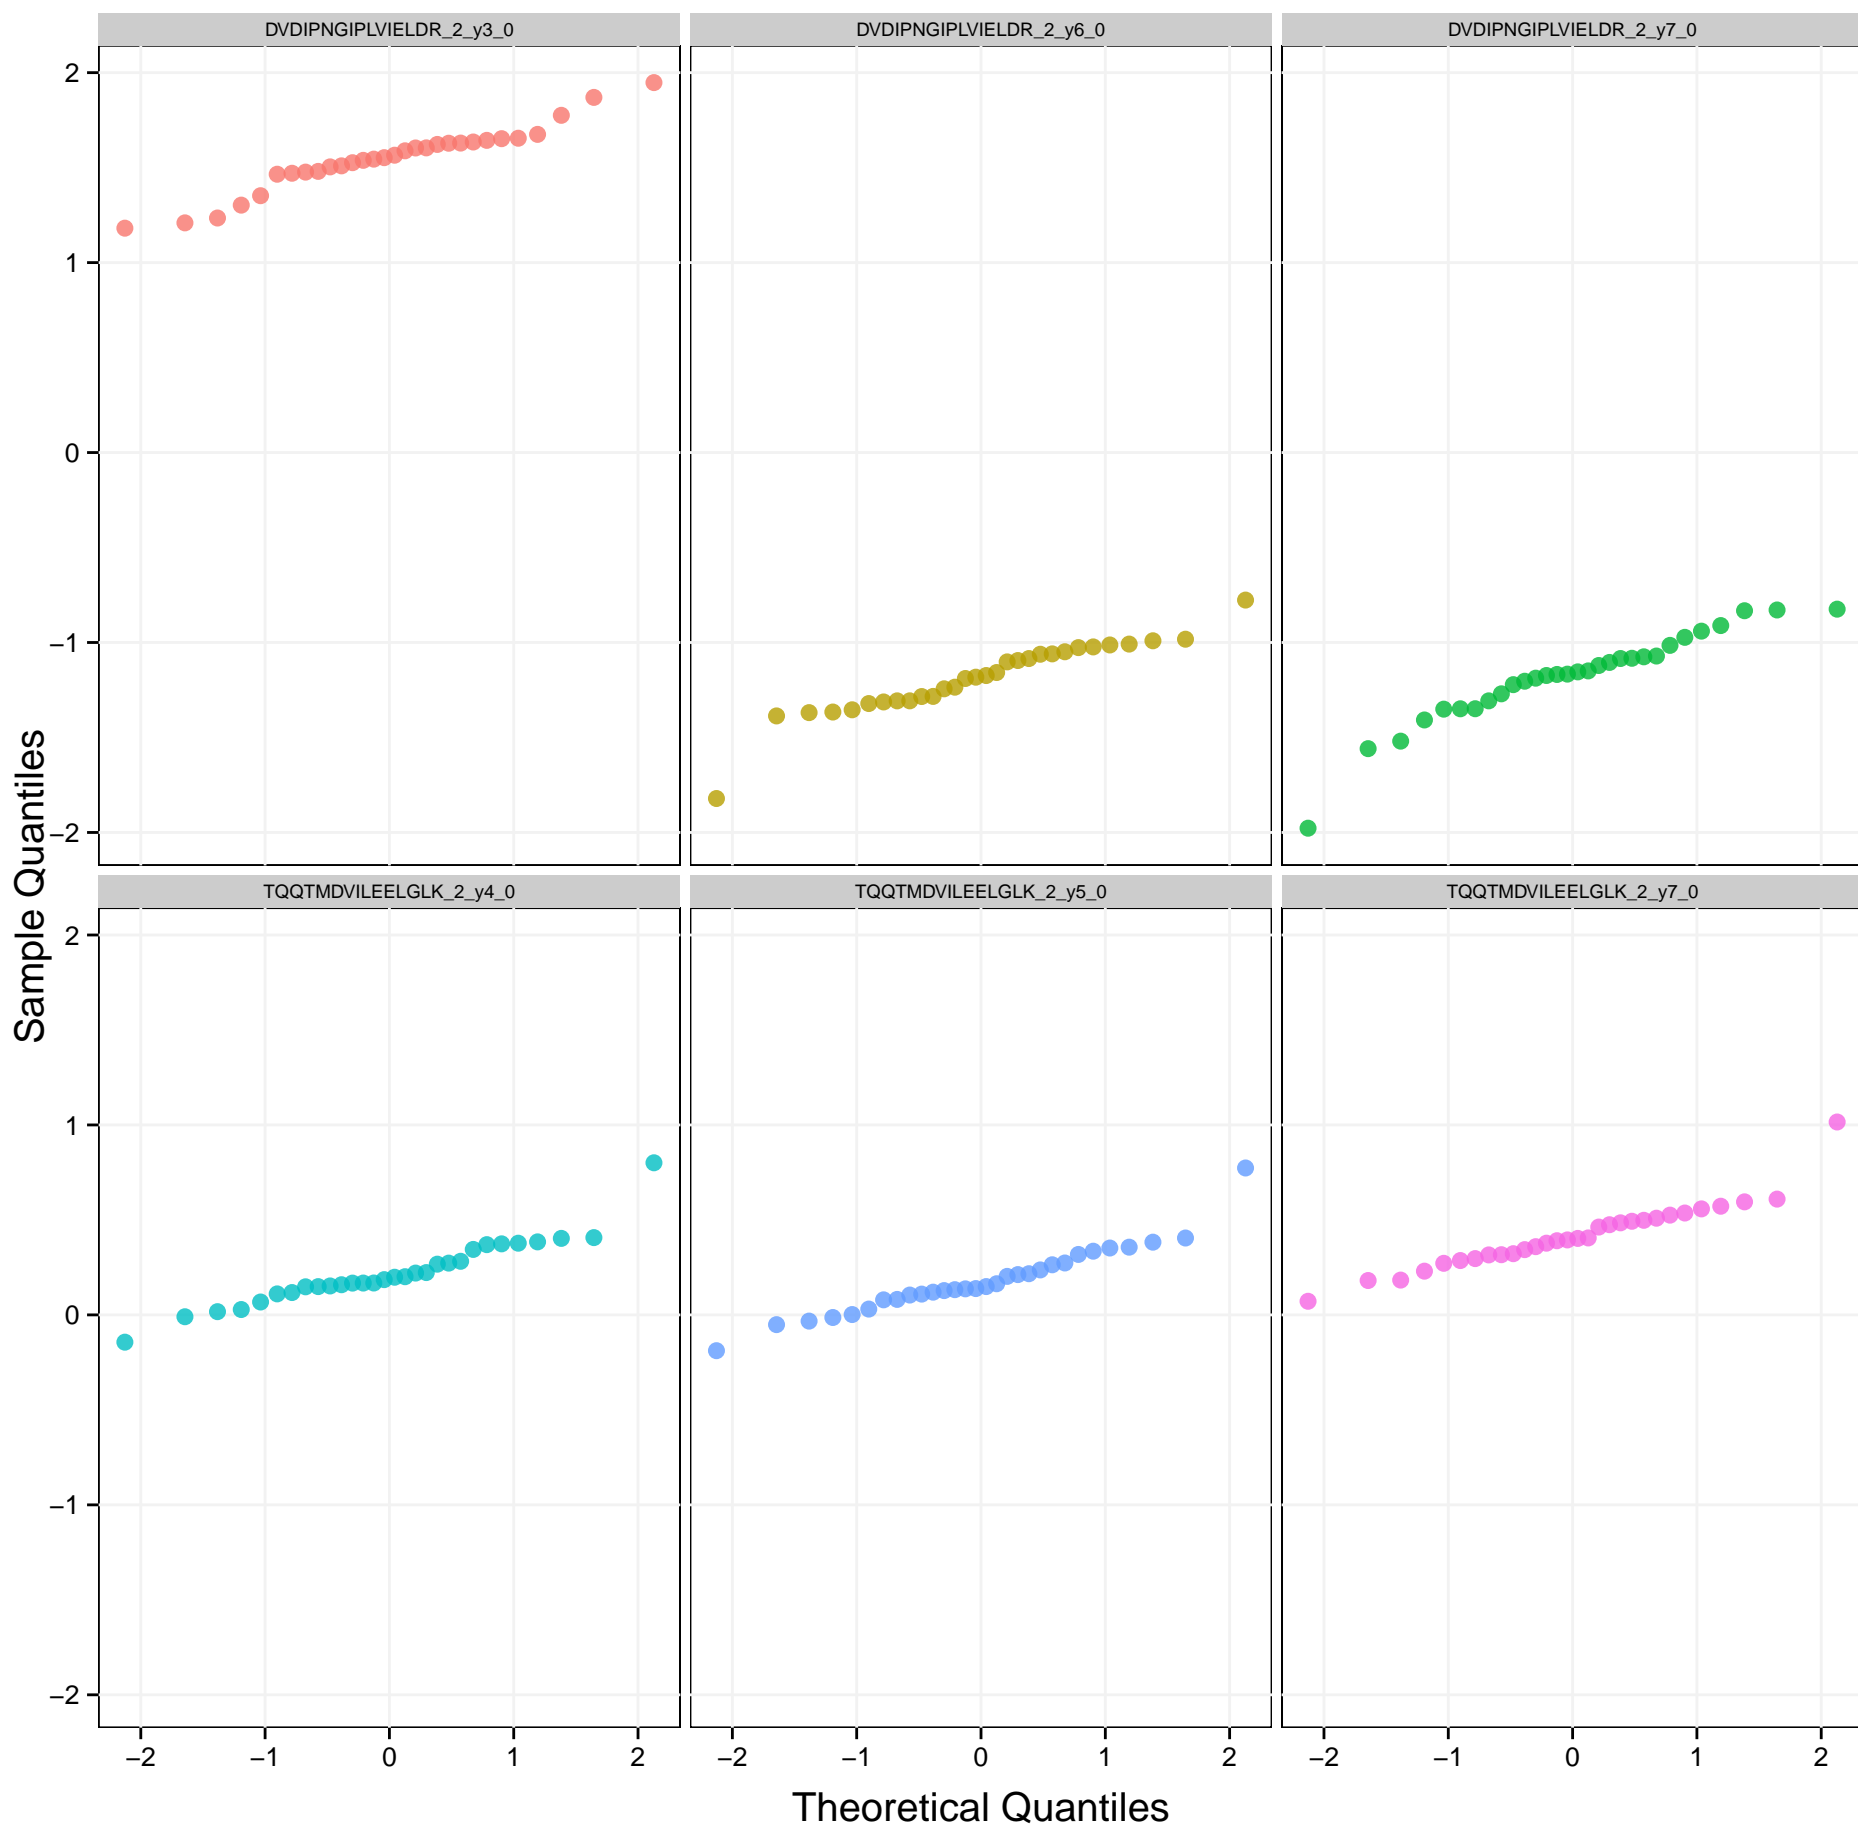 DVDIPNGIPLVIELDR_2_y3_0 DVDIPNGIPLVIELDR_2_y6_0 DVDIPNGIPLVIELDR_2_y7_0
2
1
0
−1
−2
TQQTMDVILEELGLK_2_y4_0 TQQTMDVILEELGLK_2_y5_0 TQQTMDVILEELGLK_2_y7_0
2
1
0
−1
−2
−2 −1 0 1 2 −2 −1 0 1 2 −2 −1 0 1 2
Theoretical Quantiles
Sample Quantiles